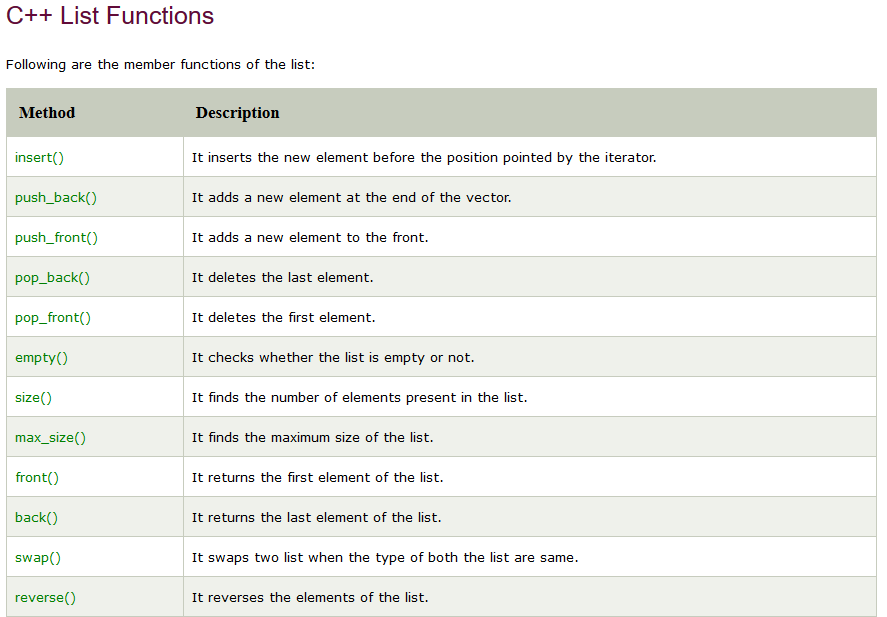 C++ List Functions
Following are the member functions of the list:
Method Description
insert() It inserts the new element before the position pointed by the iterator.
push_back() It adds a new element at the end of the vector.
push_front() It adds a new element to the front.
pop_back() It deletes the last element.
pop_front() It deletes the first element.
empty() It checks whether the list is empty or not.
size() It finds the number of elements present in the list.
max_size() It finds the maximum size of the list.
front() It returns the first element of the list.
back() It returns the last element of the list.
swap() It swaps two list when the type of both the list are same.
reverse() It reverses the elements of the list.